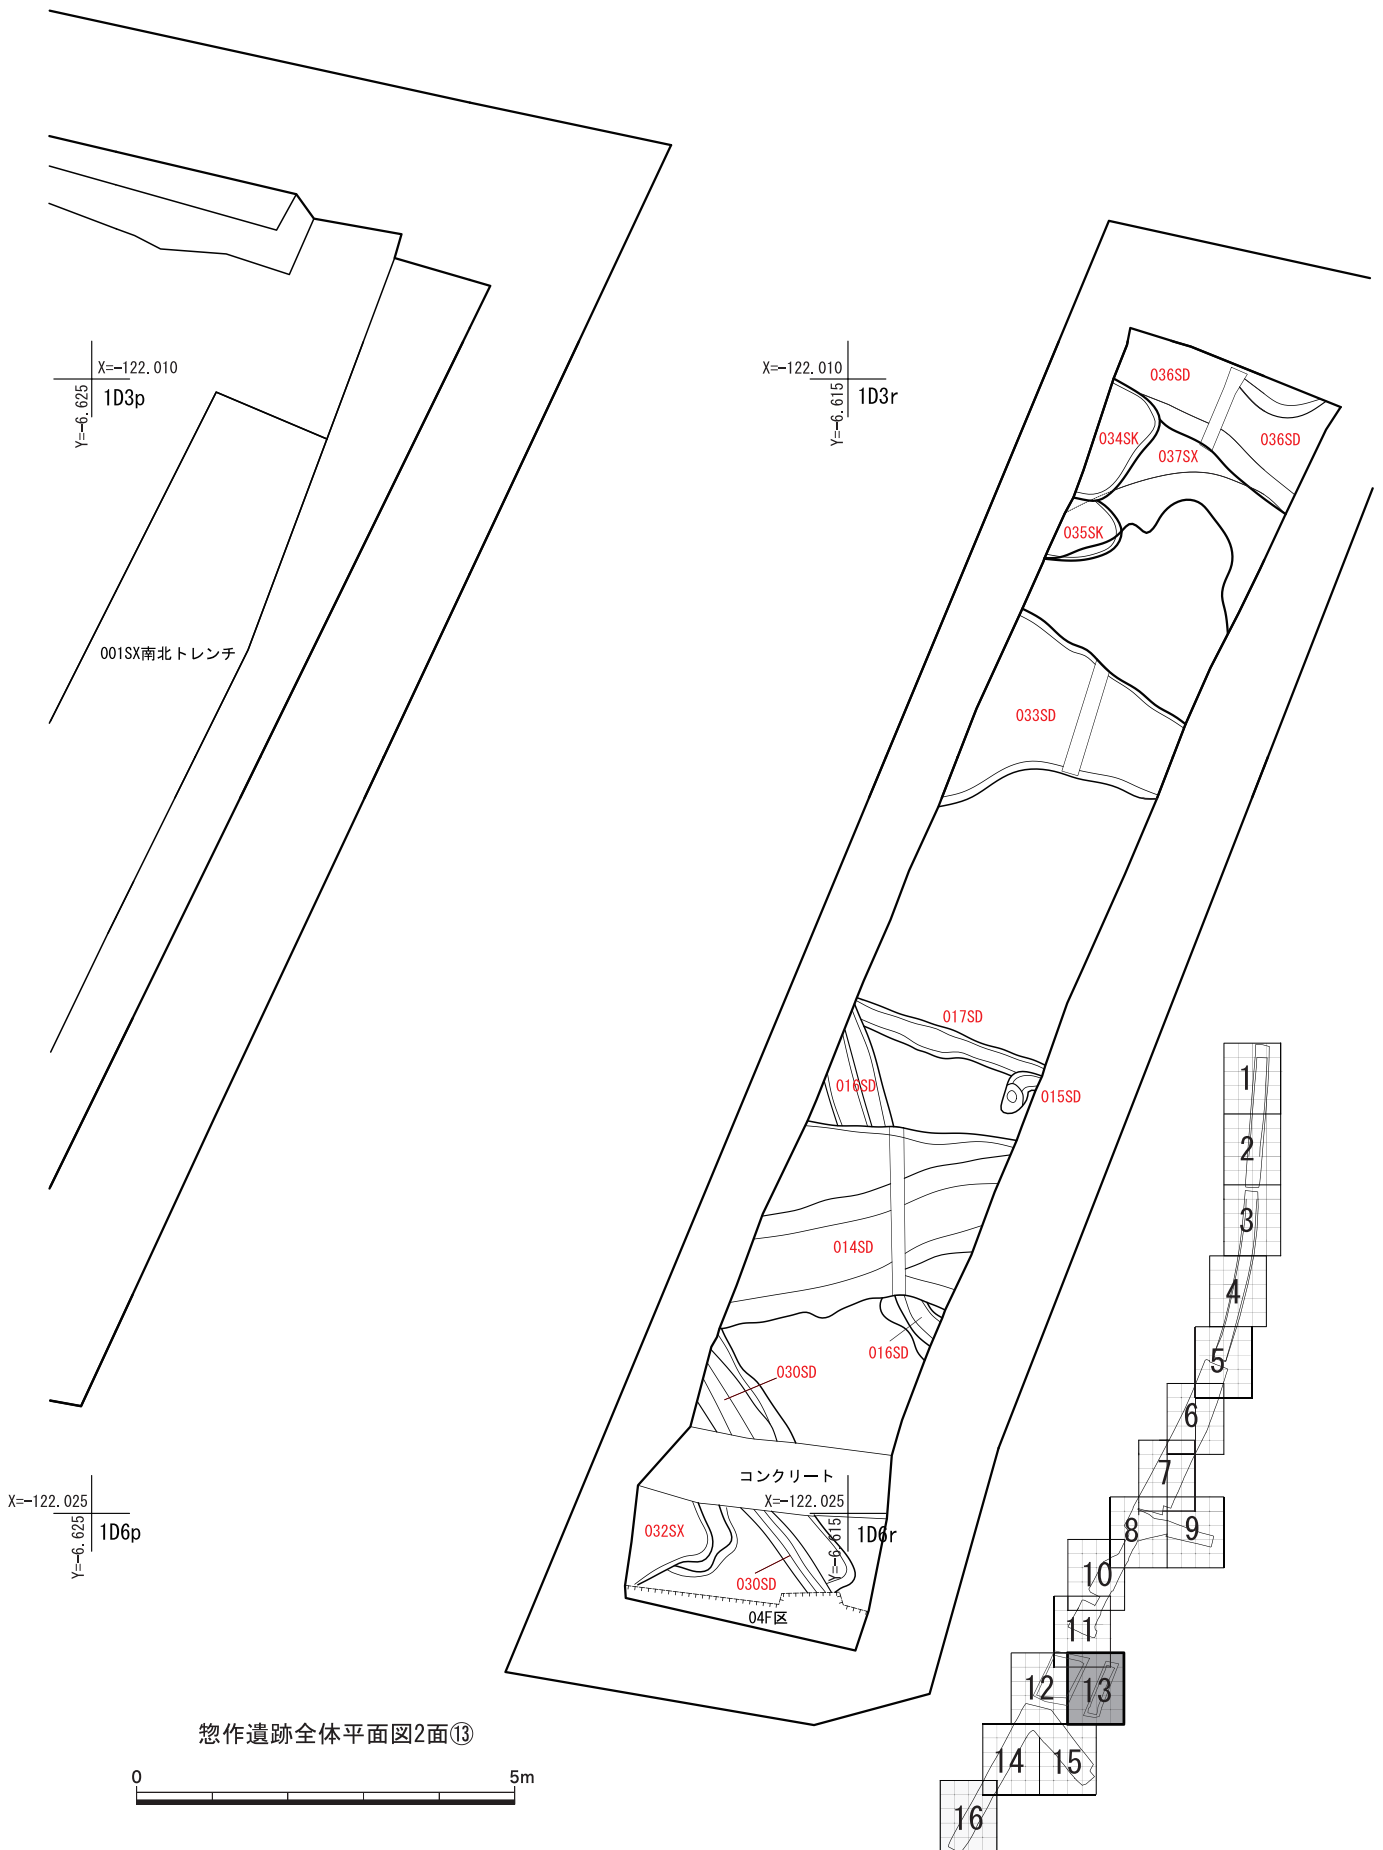 X=-122.010
Y=-6.625
1D3p
X=-122.010
Y=-6.615
1D3r
036SD
034SK
037SX
036SD
035SK
001SX南北トレンチ
033SD
017SD
016SD
015SD
014SD
016SD
030SD
コンクリート
X=-122.025
Y=-6.625
1D6p
X=-122.025
Y=-6.615
1D6r
032SX
030SD
04F区
惣作遺跡全体平面図2面⑬
0
5m
1
2
3
4
5
6
7
8
9
10
11
12
13
14
15
16